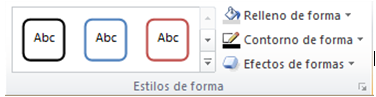 Abc Abc Abc
Relleno de forma
Contorno de forma
Efectos de formas
Estilos de forma